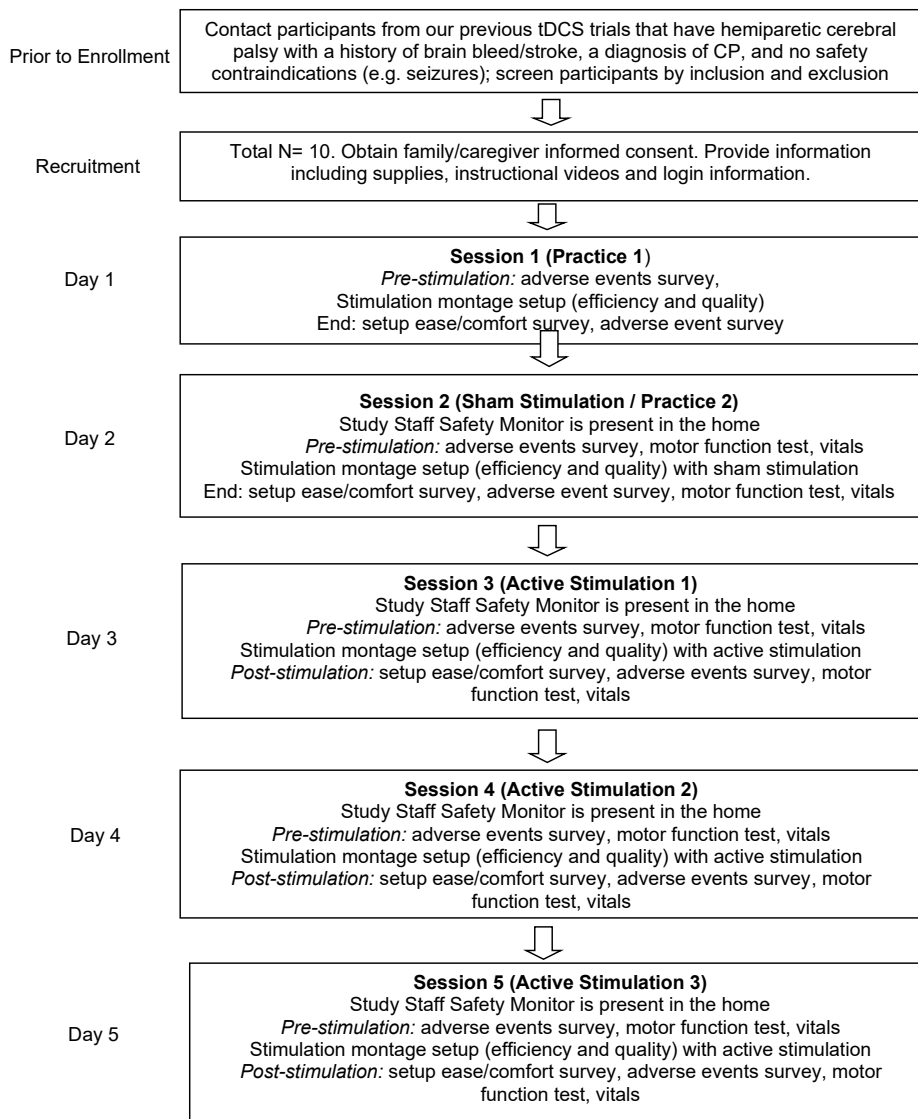 Prior to Enrollment
Contact participants from our previous tDCS trials that have hemiparetic cerebral
palsy with a history of brain bleed/stroke, a diagnosis of CP, and no safety
contraindications (e.g. seizures); screen participants by inclusion and exclusion
Recruitment
Total N= 10. Obtain family/caregiver informed consent. Provide information
including supplies, instructional videos and login information.
Day 1
Session 1 (Practice 1)
Pre-stimulation: adverse events survey,
Stimulation montage setup (efficiency and quality)
End: setup ease/comfort survey, adverse event survey
Day 2
Session 2 (Sham Stimulation / Practice 2)
Study Staff Safety Monitor is present in the home
Pre-stimulation: adverse events survey, motor function test, vitals
Stimulation montage setup (efficiency and quality) with sham stimulation
End: setup ease/comfort survey, adverse event survey, motor function test, vitals
Day 3
Session 3 (Active Stimulation 1)
Study Staff Safety Monitor is present in the home
Pre-stimulation: adverse events survey, motor function test, vitals
Stimulation montage setup (efficiency and quality) with active stimulation
Post-stimulation: setup ease/comfort survey, adverse events survey, motor
function test, vitals
Day 4
Session 4 (Active Stimulation 2)
Study Staff Safety Monitor is present in the home
Pre-stimulation: adverse events survey, motor function test, vitals
Stimulation montage setup (efficiency and quality) with active stimulation
Post-stimulation: setup ease/comfort survey, adverse events survey, motor
function test, vitals
Day 5
Session 5 (Active Stimulation 3)
Study Staff Safety Monitor is present in the home
Pre-stimulation: adverse events survey, motor function test, vitals
Stimulation montage setup (efficiency and quality) with active stimulation
Post-stimulation: setup ease/comfort survey, adverse events survey, motor
function test, vitals